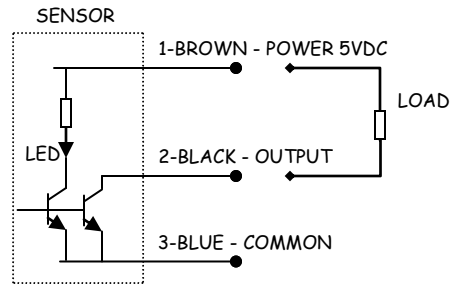 SENSOR
1-BROWN - POWER 5VDC
LOAD
LED
2-BLACK - OUTPUT
3-BLUE - COMMON